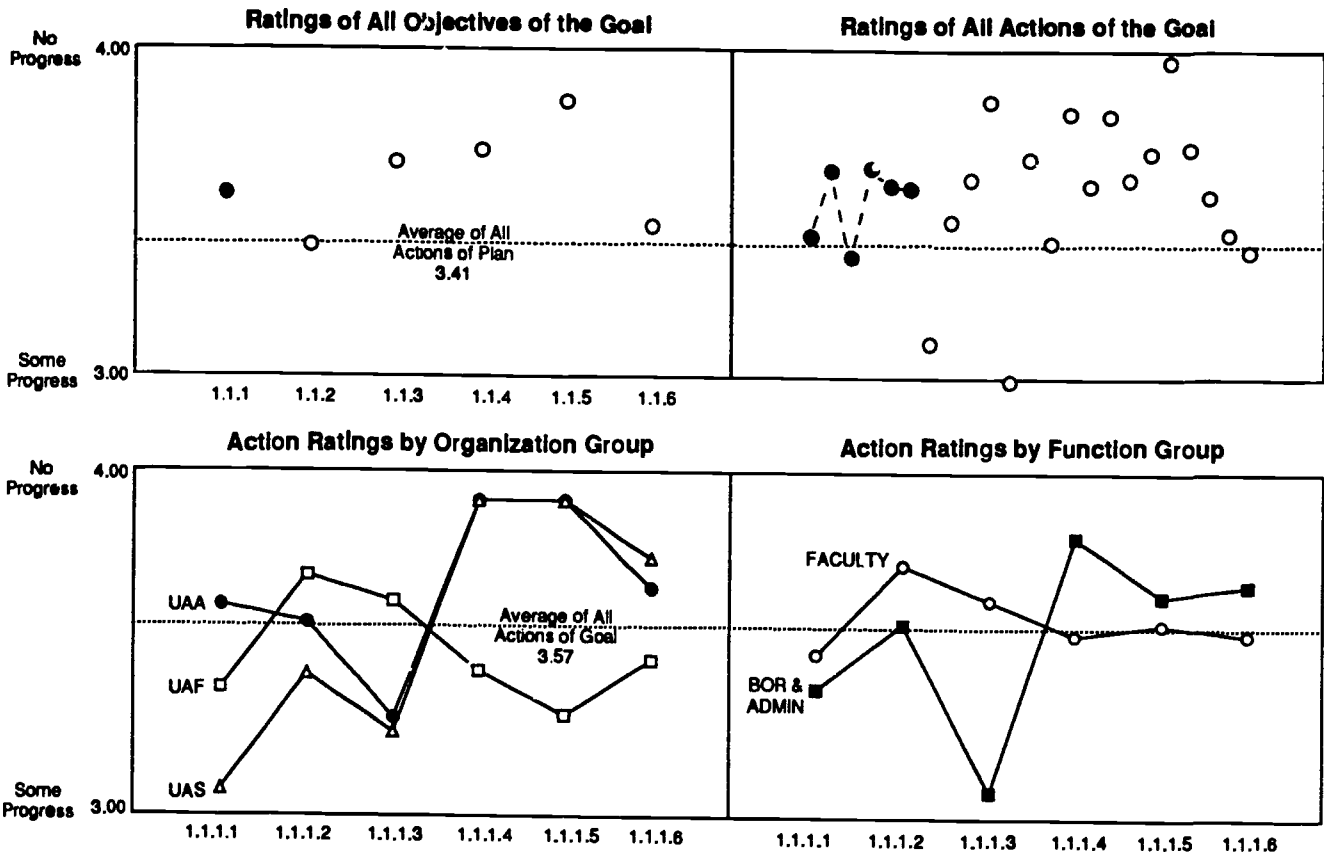 Ratings of All Objectives of the Goal
No
Progress
4.00
Average of All
Actions of Plan
3.41
Some
Progress
3.00
1.1.1 1.1.2 1.1.3 1.1.4 1.1.5 1.1.6
Ratings of All Actions of the Goal
Action Ratings by Organization Group
No
Progress
4.00
UAA
UAF
UAS
Average of All
Actions of Goal
3.57
Some
Progress
3.00
1.1.1.1 1.1.1.2 1.1.1.3 1.1.1.4 1.1.1.5 1.1.1.6
Action Ratings by Function Group
FACULTY
BOR &
ADMIN
1.1.1.1 1.1.1.2 1.1.1.3 1.1.1.4 1.1.1.5 1.1.1.6